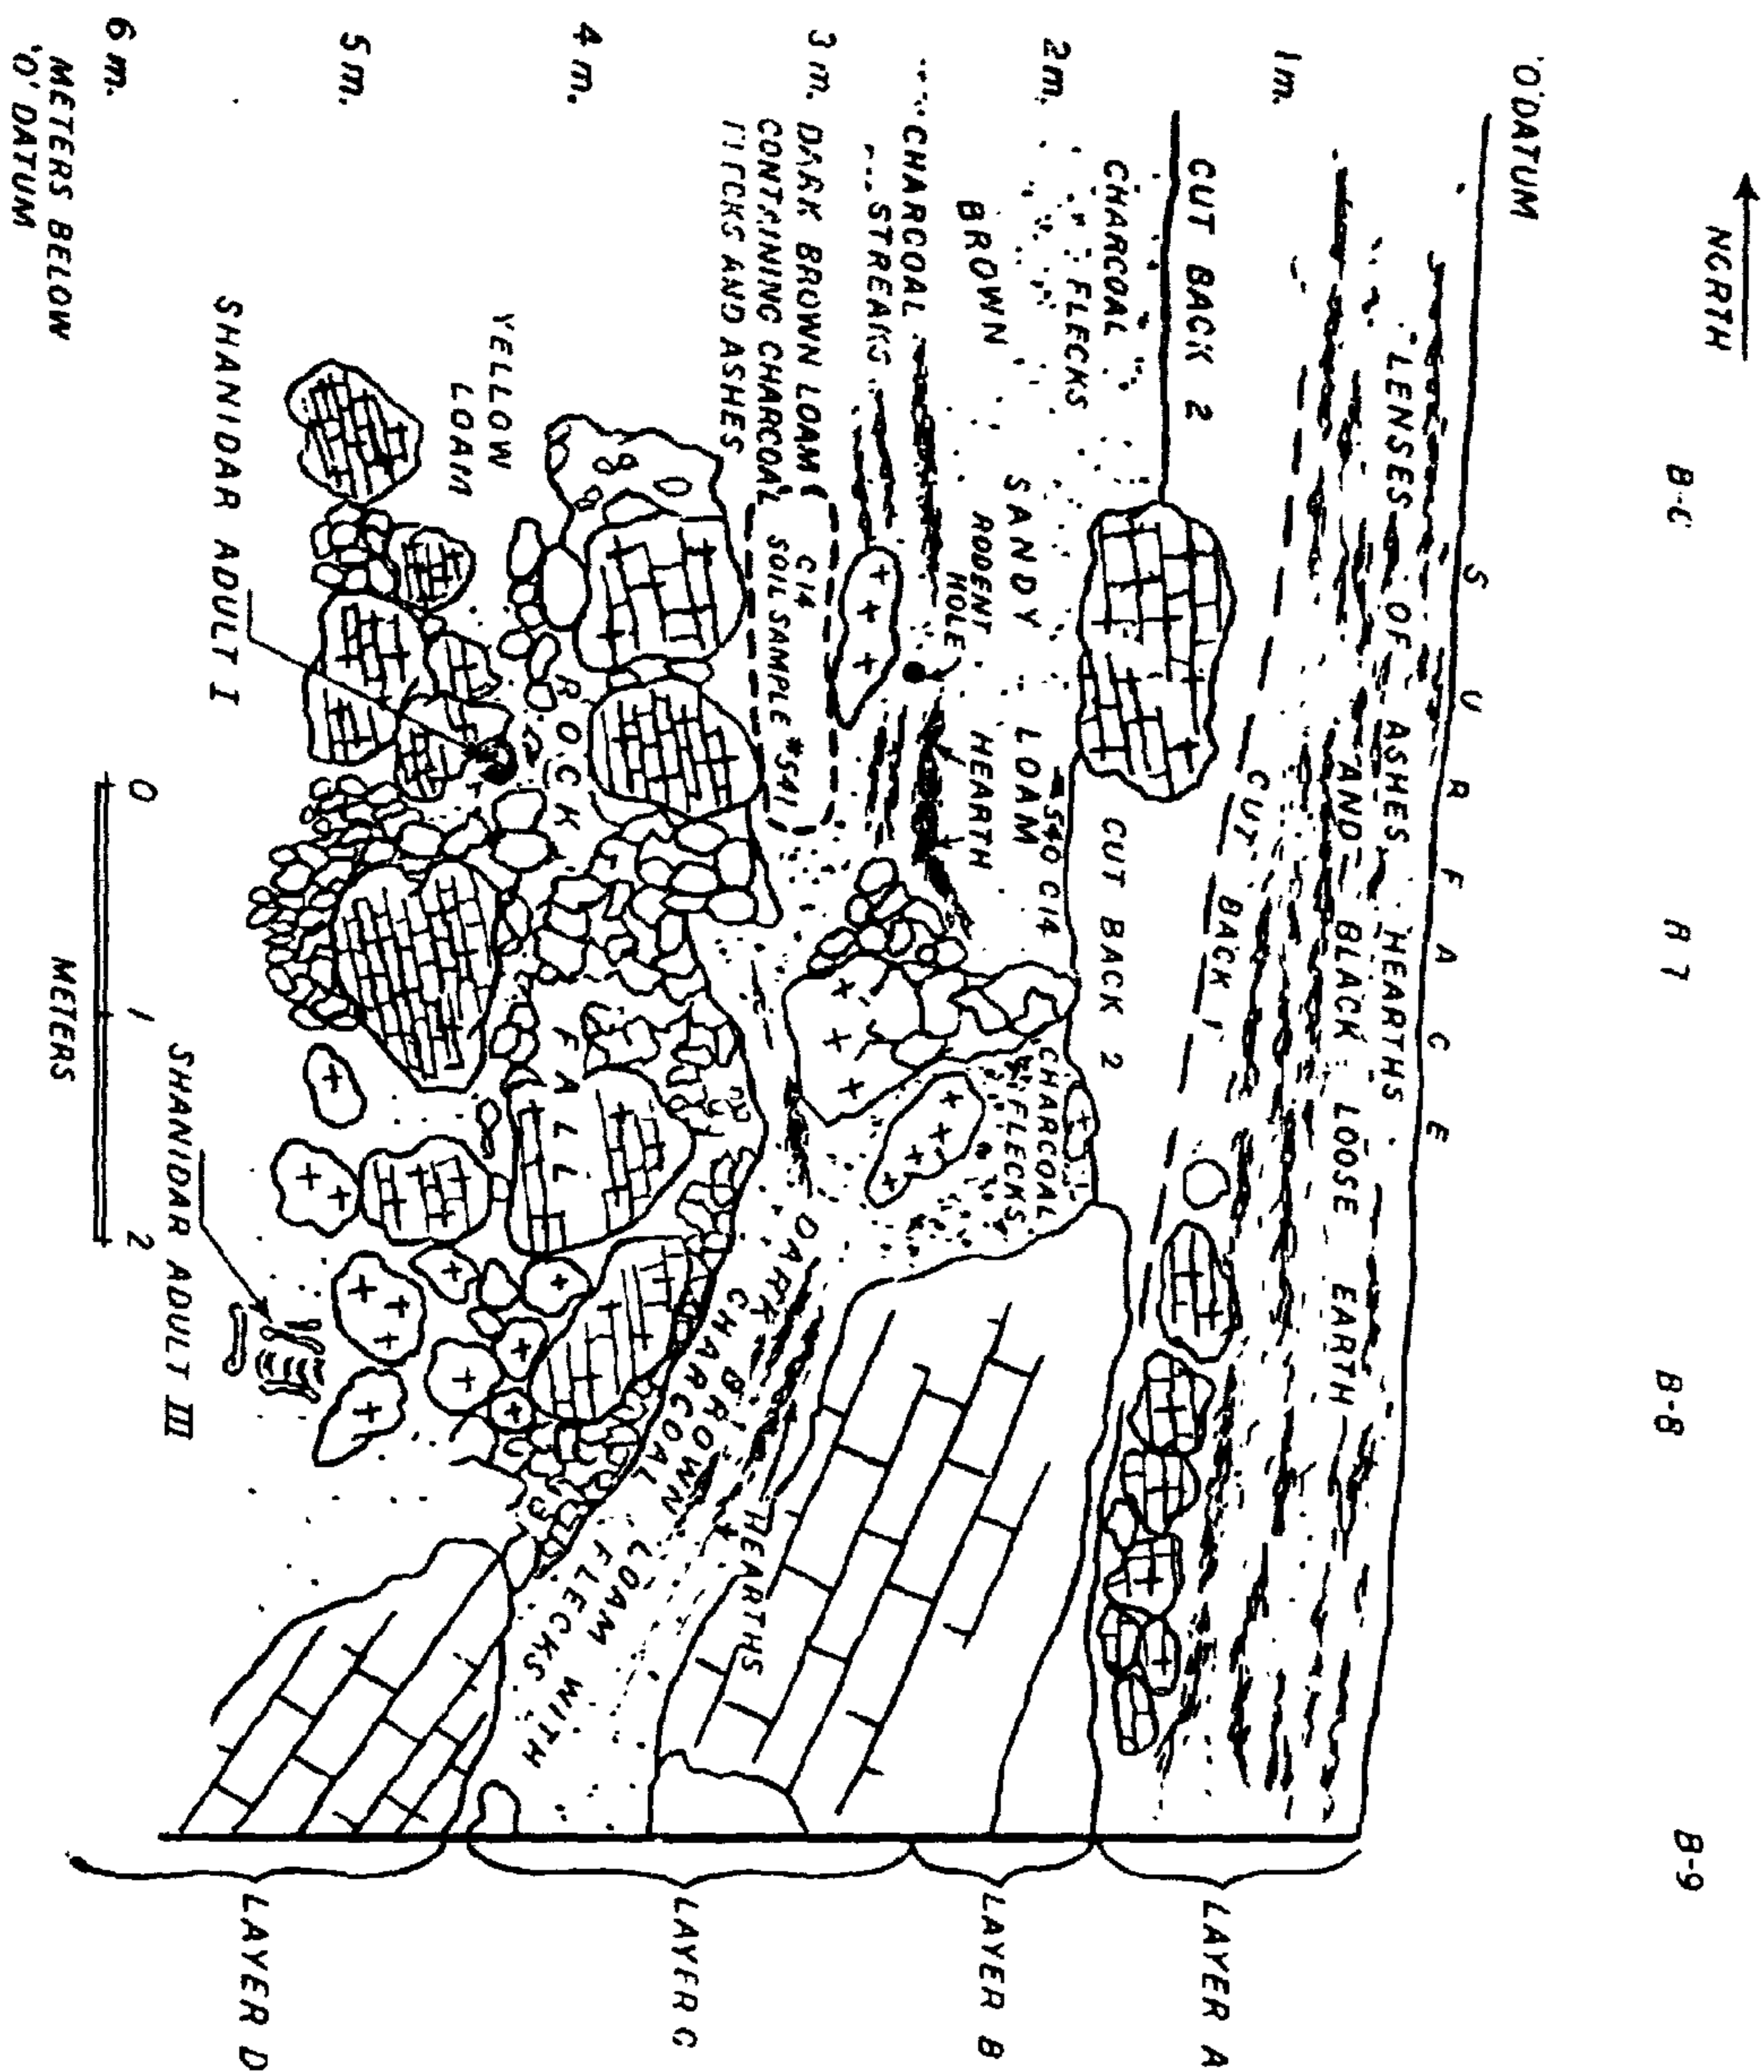 NORTH
B-C
A 7
B-8
B-9
'O' DATUM
1 m.
2 m.
3 m.
4 m.
5 m.
6 m.
METERS BELOW
'O' DATUM
SURFACE
LENSES OF ASHES HEARTHS
AND BLACK LOOSE EARTH
CUT BACK 1
CUT BACK 2
CUT BACK 2
CHARCOAL
FLECKS
540 C14
CHARCOAL
FLECKS
BROWN SANDY LOAM
RODENT
HOLE
HEARTH
CHARCOAL
STREAKS
DARK BROWN LOAM
CONTAINING CHARCOAL
FLECKS AND ASHES
C14
SOIL SAMPLE #541
HEARTHS
DARK BROWN LOAM WITH
CHARCOAL FLECKS
ROCK FALL
YELLOW
LOAM
SHANIDAR ADULT I
SHANIDAR ADULT III
0 1 2
METERS
LAYER A
LAYER B
LAYER C
LAYER D